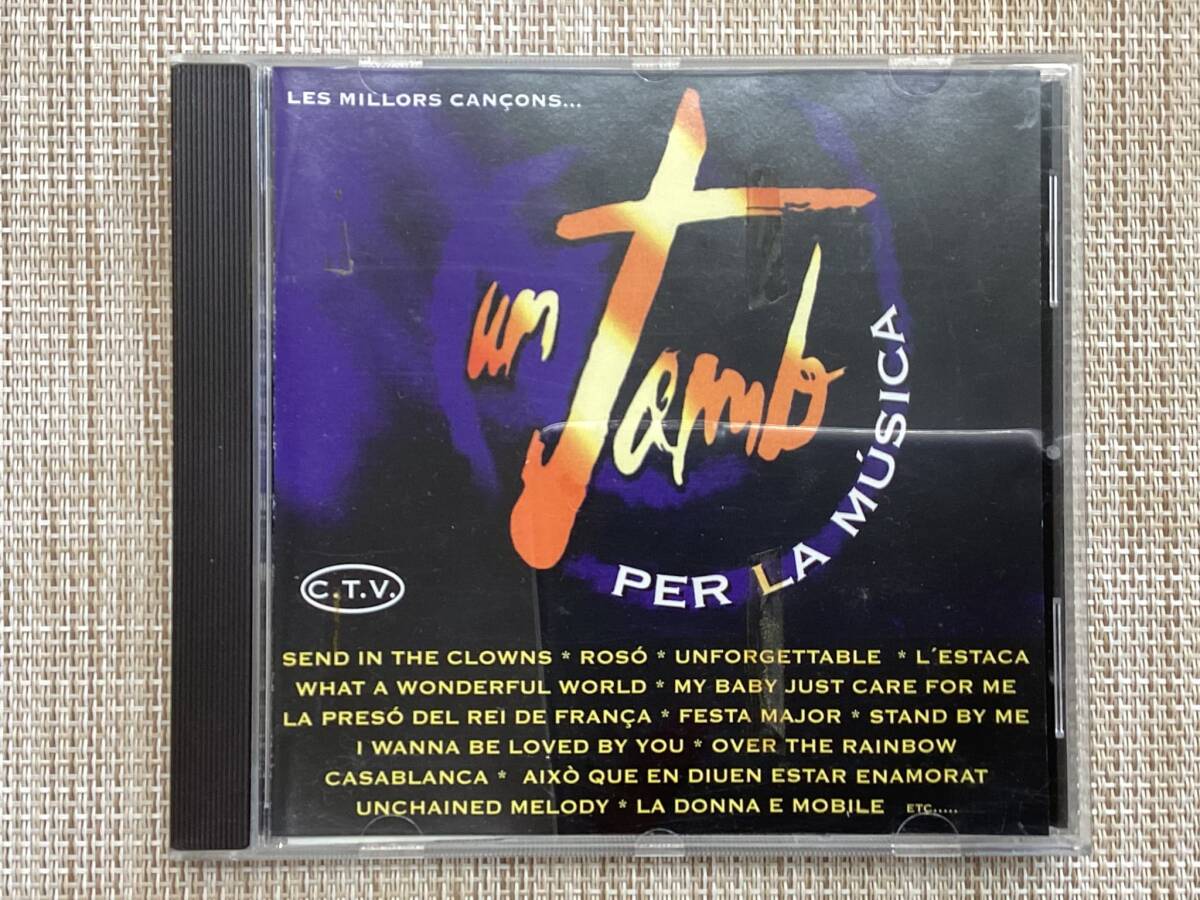 LES MILLORS CANÇONS...
un
Tomb
PER LA MÚSICA
C.T.V.
SEND IN THE CLOWNS * ROSÓ * UNFORGETTABLE * L´ESTACA
WHAT A WONDERFUL WORLD * MY BABY JUST CARE FOR ME
LA PRESÓ DEL REI DE FRANÇA * FESTA MAJOR * STAND BY ME
I WANNA BE LOVED BY YOU * OVER THE RAINBOW
CASABLANCA * AIXÒ QUE EN DIUEN ESTAR ENAMORAT
UNCHAINED MELODY * LA DONNA E MOBILE ETC.....